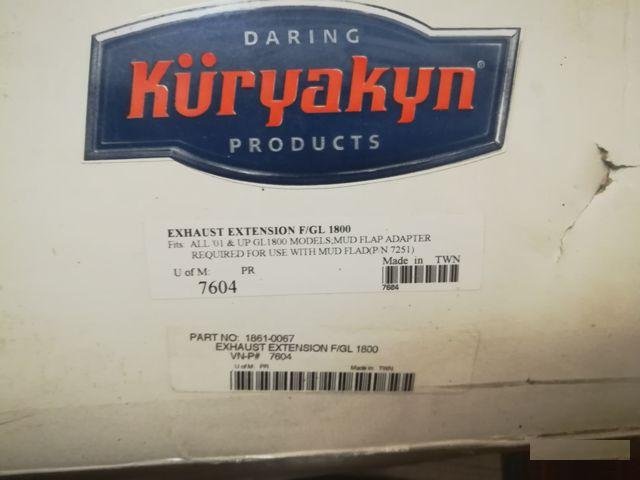 DARING
Küryakyn®
PRODUCTS
EXHAUST EXTENSION F/GL 1800
Fits: ALL '01 & UP GL1800 MODELS;MUD FLAP ADAPTER
REQUIRED FOR USE WITH MUD FLAD(P/N 7251)
Made in TWN
U of M: PR
7604
7604
PART NO: 1861-0067
EXHAUST EXTENSION F/GL 1800
VN-P# 7604
U of M: PR Made in: TWN